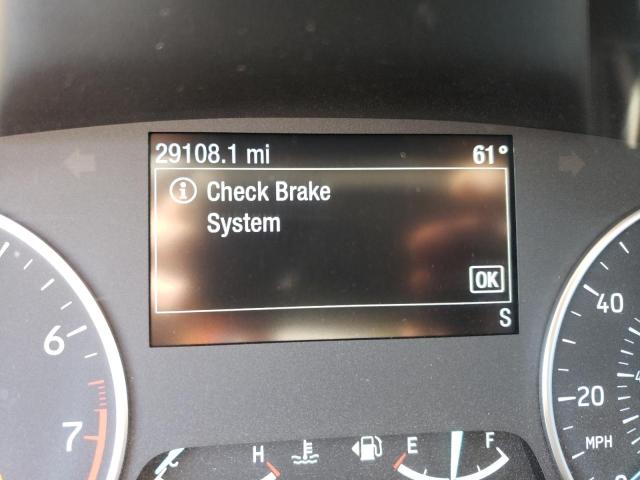 29108.1 mi 61°
Check Brake
System
OK
S
6
7
H
E F
40
20
MPH